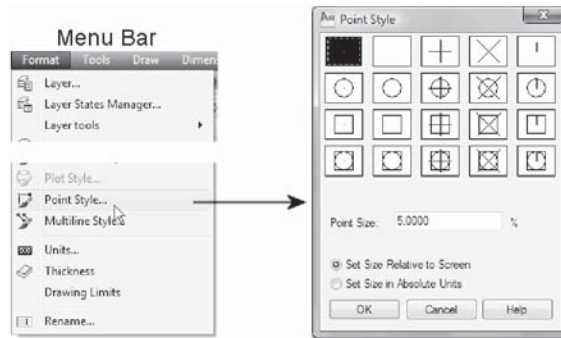 Menu Bar
Format Tools Draw Dimen
Layer...
Layer States Manager...
Layer tools
Plot Style...
Point Style...
Multiline Style
Units...
Thickness
Drawing Limits
Rename...
Point Style
Point Size: 5.0000 %
Set Size Relative to Screen
Set Size in Absolute Units
OK Cancel Help